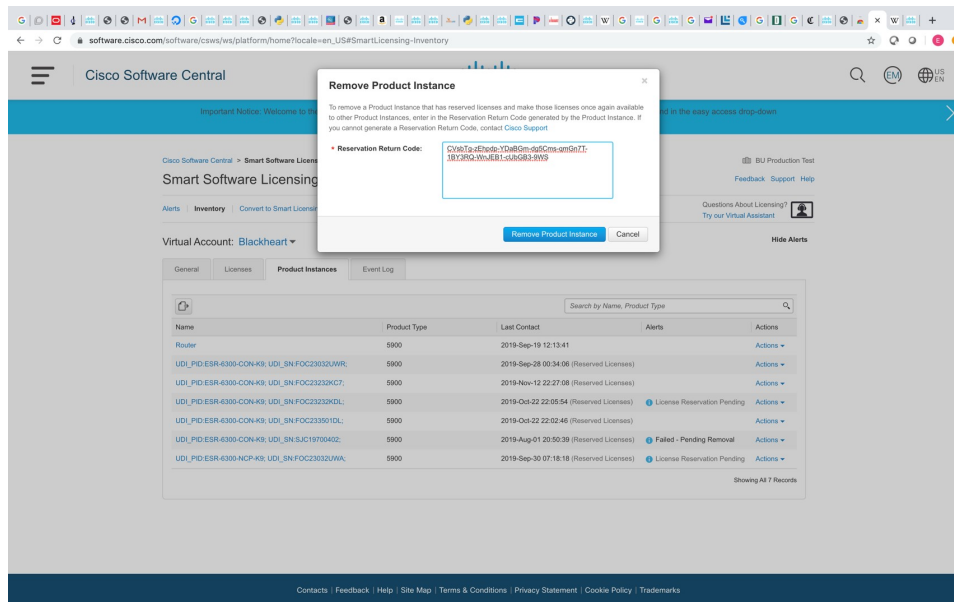 software.cisco.com/software/csws/ws/platform/home?locale=en_US#SmartLicensing-Inventory
Cisco Software Central
EM
US
EN
Important Notice: Welcome to the
ed in the easy access drop-down
Remove Product Instance
To remove a Product Instance that has reserved licenses and make those licenses once again available
to other Product Instances, enter in the Reservation Return Code generated by the Product Instance. If
you cannot generate a Reservation Return Code, contact Cisco Support
* Reservation Return Code:
CVsbTg-zEhpdp-YDaBGm-dg5Cms-qmGn7T-
1BY3RQ-WnJEB1-cUbGB3-9WS
Remove Product Instance
Cancel
Cisco Software Central > Smart Software Licens
BU Production Test
Smart Software Licensing
Feedback Support Help
Alerts | Inventory | Convert to Smart Licensin
Questions About Licensing?
Try our Virtual Assistant
Virtual Account: Blackheart
Hide Alerts
General
Licenses
Product Instances
Event Log
Search by Name, Product Type
Name Product Type Last Contact Alerts Actions
Router 5900 2019-Sep-19 12:13:41 Actions
UDI_PID:ESR-6300-CON-K9; UDI_SN:FOC23032UWR; 5900 2019-Sep-28 00:34:06 (Reserved Licenses) Actions
UDI_PID:ESR-6300-CON-K9; UDI_SN:FOC23232KC7; 5900 2019-Nov-12 22:27:08 (Reserved Licenses) Actions
UDI_PID:ESR-6300-CON-K9; UDI_SN:FOC23232KDL; 5900 2019-Oct-22 22:05:54 (Reserved Licenses) License Reservation Pending Actions
UDI_PID:ESR-6300-CON-K9; UDI_SN:FOC233501DL; 5900 2019-Oct-22 22:02:46 (Reserved Licenses) Actions
UDI_PID:ESR-6300-CON-K9; UDI_SN:SJC19700402; 5900 2019-Aug-01 20:50:39 (Reserved Licenses) Failed - Pending Removal Actions
UDI_PID:ESR-6300-NCP-K9; UDI_SN:FOC23032UWA; 5900 2019-Sep-30 07:18:18 (Reserved Licenses) License Reservation Pending Actions
Showing All 7 Records
Contacts | Feedback | Help | Site Map | Terms & Conditions | Privacy Statement | Cookie Policy | Trademarks